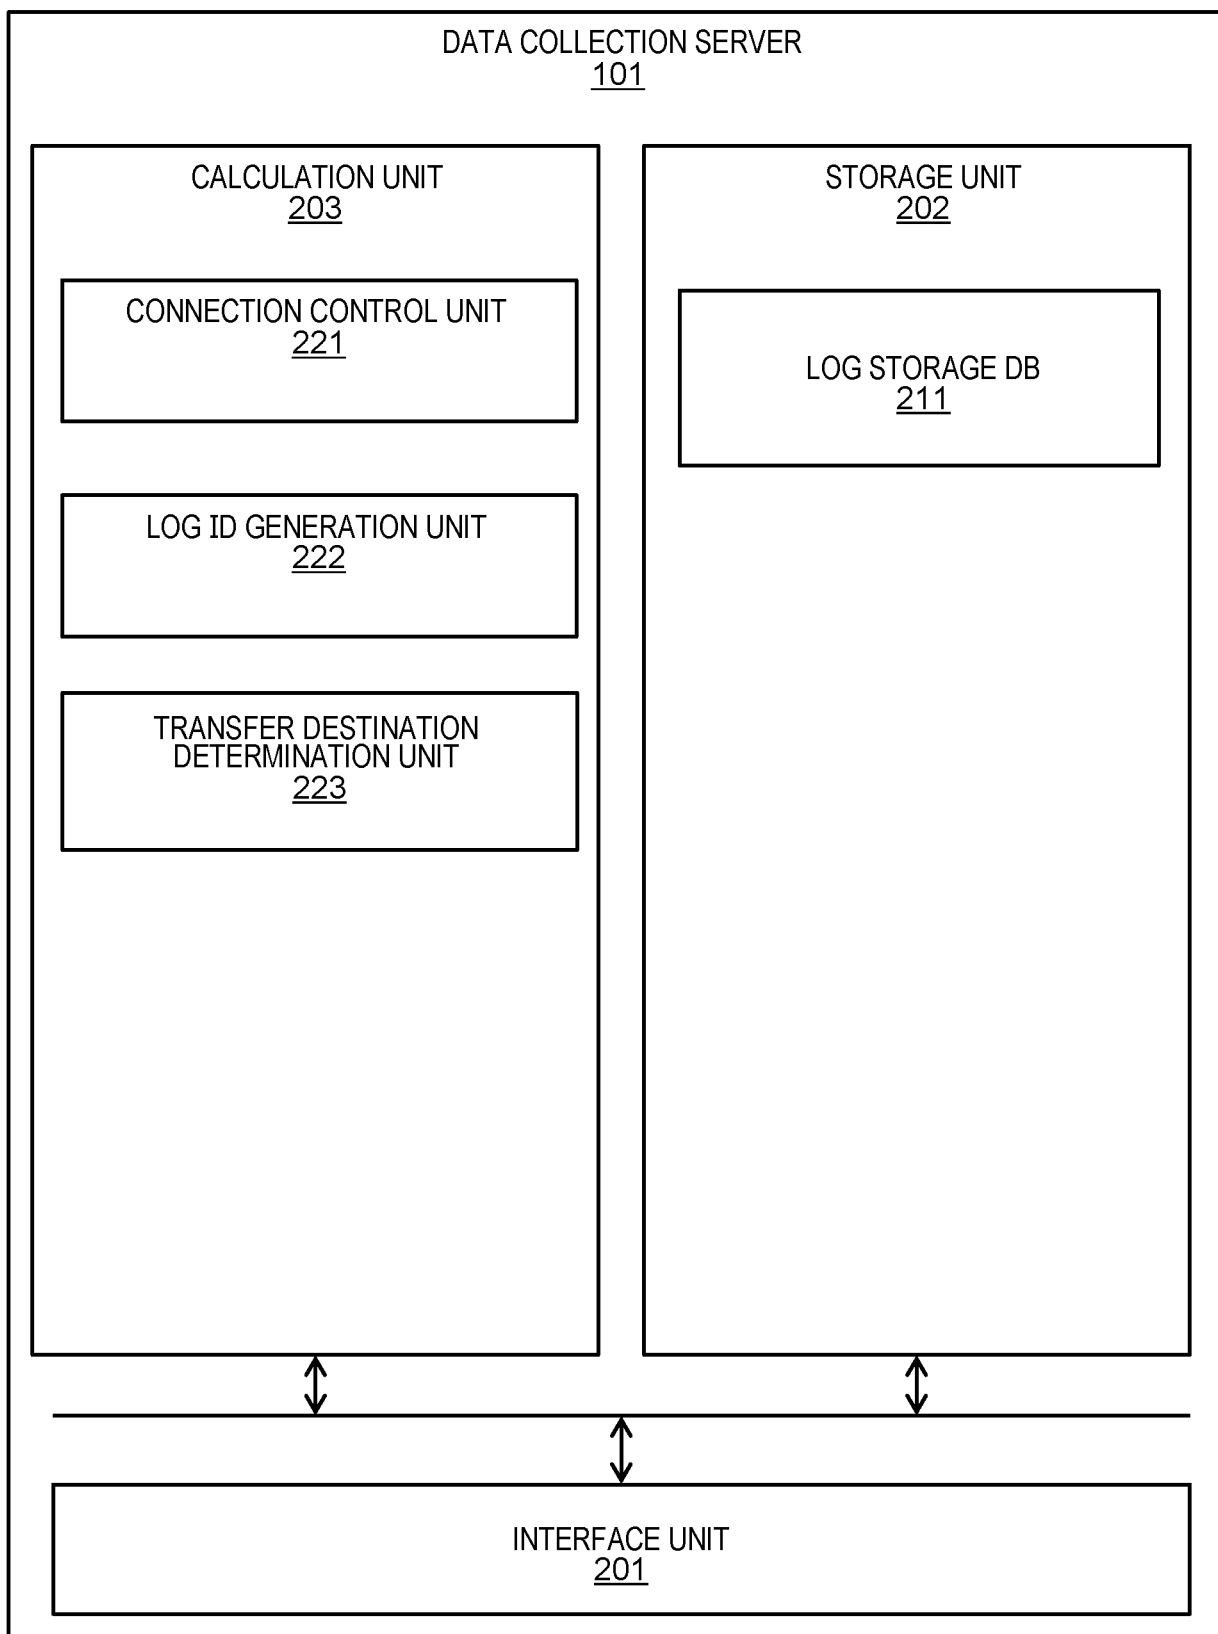 DATA COLLECTION SERVER
101
CALCULATION UNIT
203
CONNECTION CONTROL UNIT
221
LOG ID GENERATION UNIT
222
TRANSFER DESTINATION
DETERMINATION UNIT
223
STORAGE UNIT
202
LOG STORAGE DB
211
INTERFACE UNIT
201